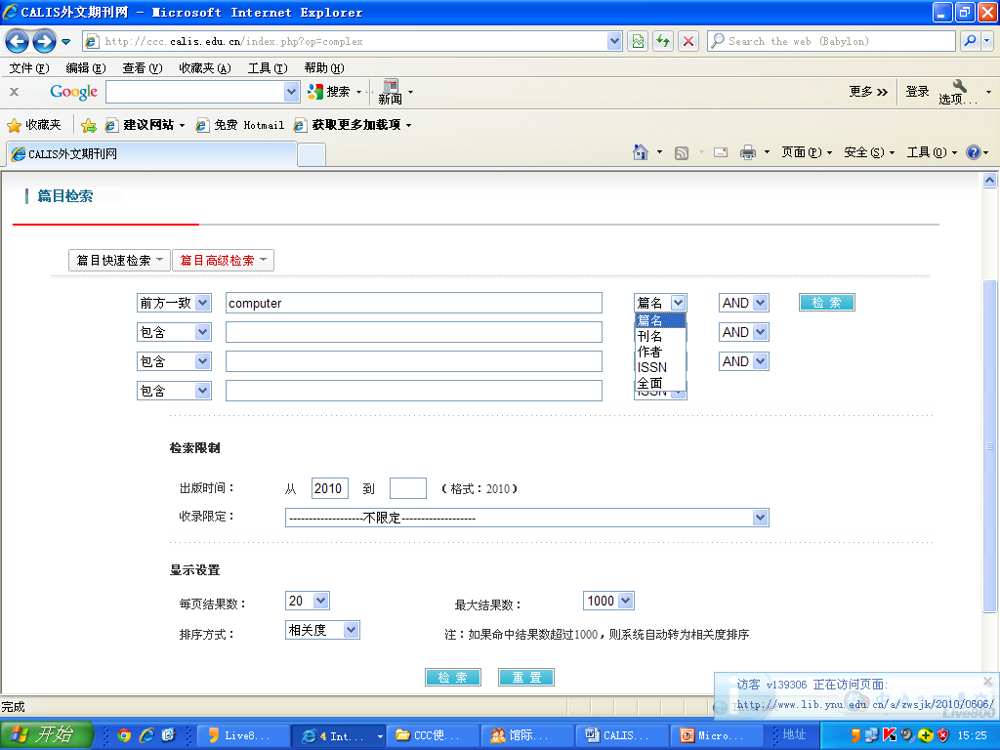 CALIS外文期刊网 - Microsoft Internet Explorer
http://ccc.calis.edu.cn/index.php?op=complex
Search the web (Babylon)
文件(F) 编辑(E) 查看(V) 收藏夹(A) 工具(T) 帮助(H)
x Google 搜索 新闻 更多 >> 登录 选项...
收藏夹 建议网站 免费 Hotmail 获取更多加载项
CALIS外文期刊网 页面(P) 安全(S) 工具(O)
篇目检索
篇目快速检索 篇目高级检索
前方一致 computer 篇名 AND 检 索
篇名
包含 AND
刊名
作者
包含 AND
ISSN
全面
包含 ISSN
检索限制
出版时间： 从 2010 到 （格式：2010）
收录限定： -------------------不限定-------------------
显示设置
每页结果数： 20 最大结果数： 1000
排序方式： 相关度 注：如果命中结果数超过1000，则系统自动转为相关度排序
检 索 重 置
访客 v139306 正在访问页面:
http://www.lib.ynu.edu.cn/a/zwsjk/2010/0606/
Live800
完成
开始 Live8... 4 Int... CCC使... 馆际... CALIS... Micro... 地址 15:25